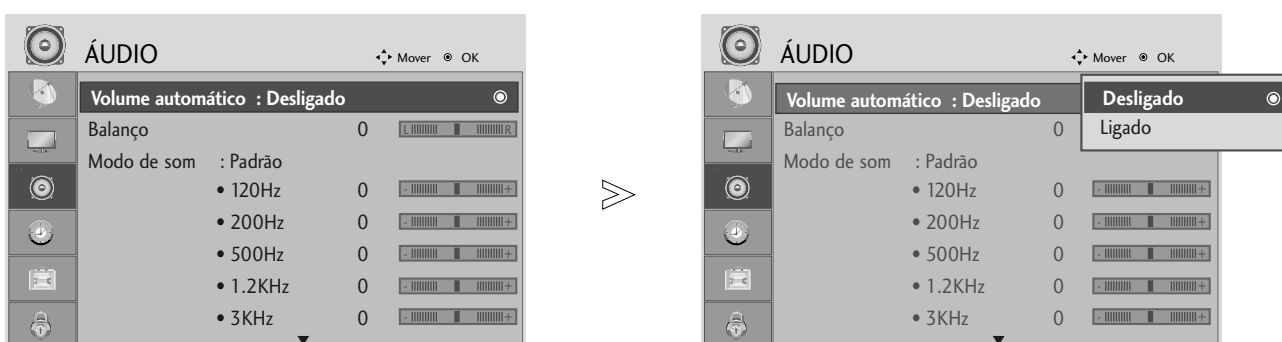 ÁUDIO
Mover OK
Volume automático : Desligado
Balanço 0 L R
Modo de som : Padrão
• 120Hz 0 - +
• 200Hz 0 - +
• 500Hz 0 - +
• 1.2KHz 0 - +
• 3KHz 0 - +
ÁUDIO
Mover OK
Volume automático : Desligado
Desligado
Ligado
Balanço 0
Modo de som : Padrão
• 120Hz 0 - +
• 200Hz 0 - +
• 500Hz 0 - +
• 1.2KHz 0 - +
• 3KHz 0 - +